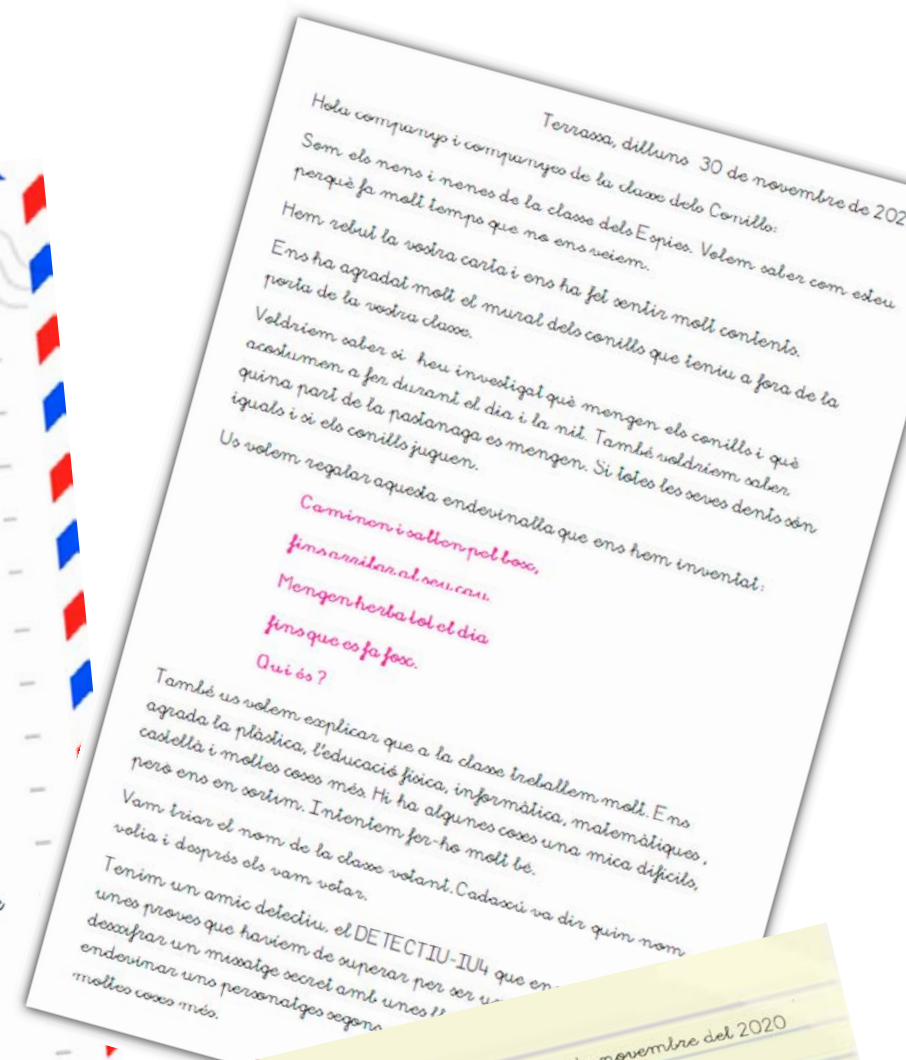 Terrassa, dilluns 30 de novembre de 202
Hola companys i companyes de la classe dels Conills:
Som els nens i nenes de la classe dels Espies. Volem saber com esteu
perquè fa molt temps que no ens veiem.
Hem rebut la vostra carta i ens ha fet sentir molt contents.
Ens ha agradat molt el mural dels conills que teniu a fora de la
porta de la vostra classe.
Voldriem saber si heu investigat què mengen els conills i què
acostumen a fer durant el dia i la nit. També voldriem saber
quina part de la pastanaga es mengen. Si totes les seves dents són
iguals i si els conills juguen.
Us volem regalar aquesta endevinalla que ens hem inventat:
Caminen i salten pel bosc,
fins arribar al seu cau.
Mengen herba tot el dia
fins que es fa fosc.
Qui és?
També us volem explicar que a la classe treballem molt. Ens
agrada la plàstica, l'educació física, informàtica, matemàtiques,
castellà i moltes coses més. Hi ha algunes coses una mica difícils,
però ens en sortim. Intentem fer-ho molt bé.
Vam triar el nom de la classe votant. Cadascú va dir quin nom
volia i després els vam votar.
Tenim un amic detectiu, el DETECTIU-IU4 que en
unes proves que haviem de superar per ser
desxifrar un missatge secret amb unes ll
endevinar uns personatges segons
moltes coses més.
novembre del 2020